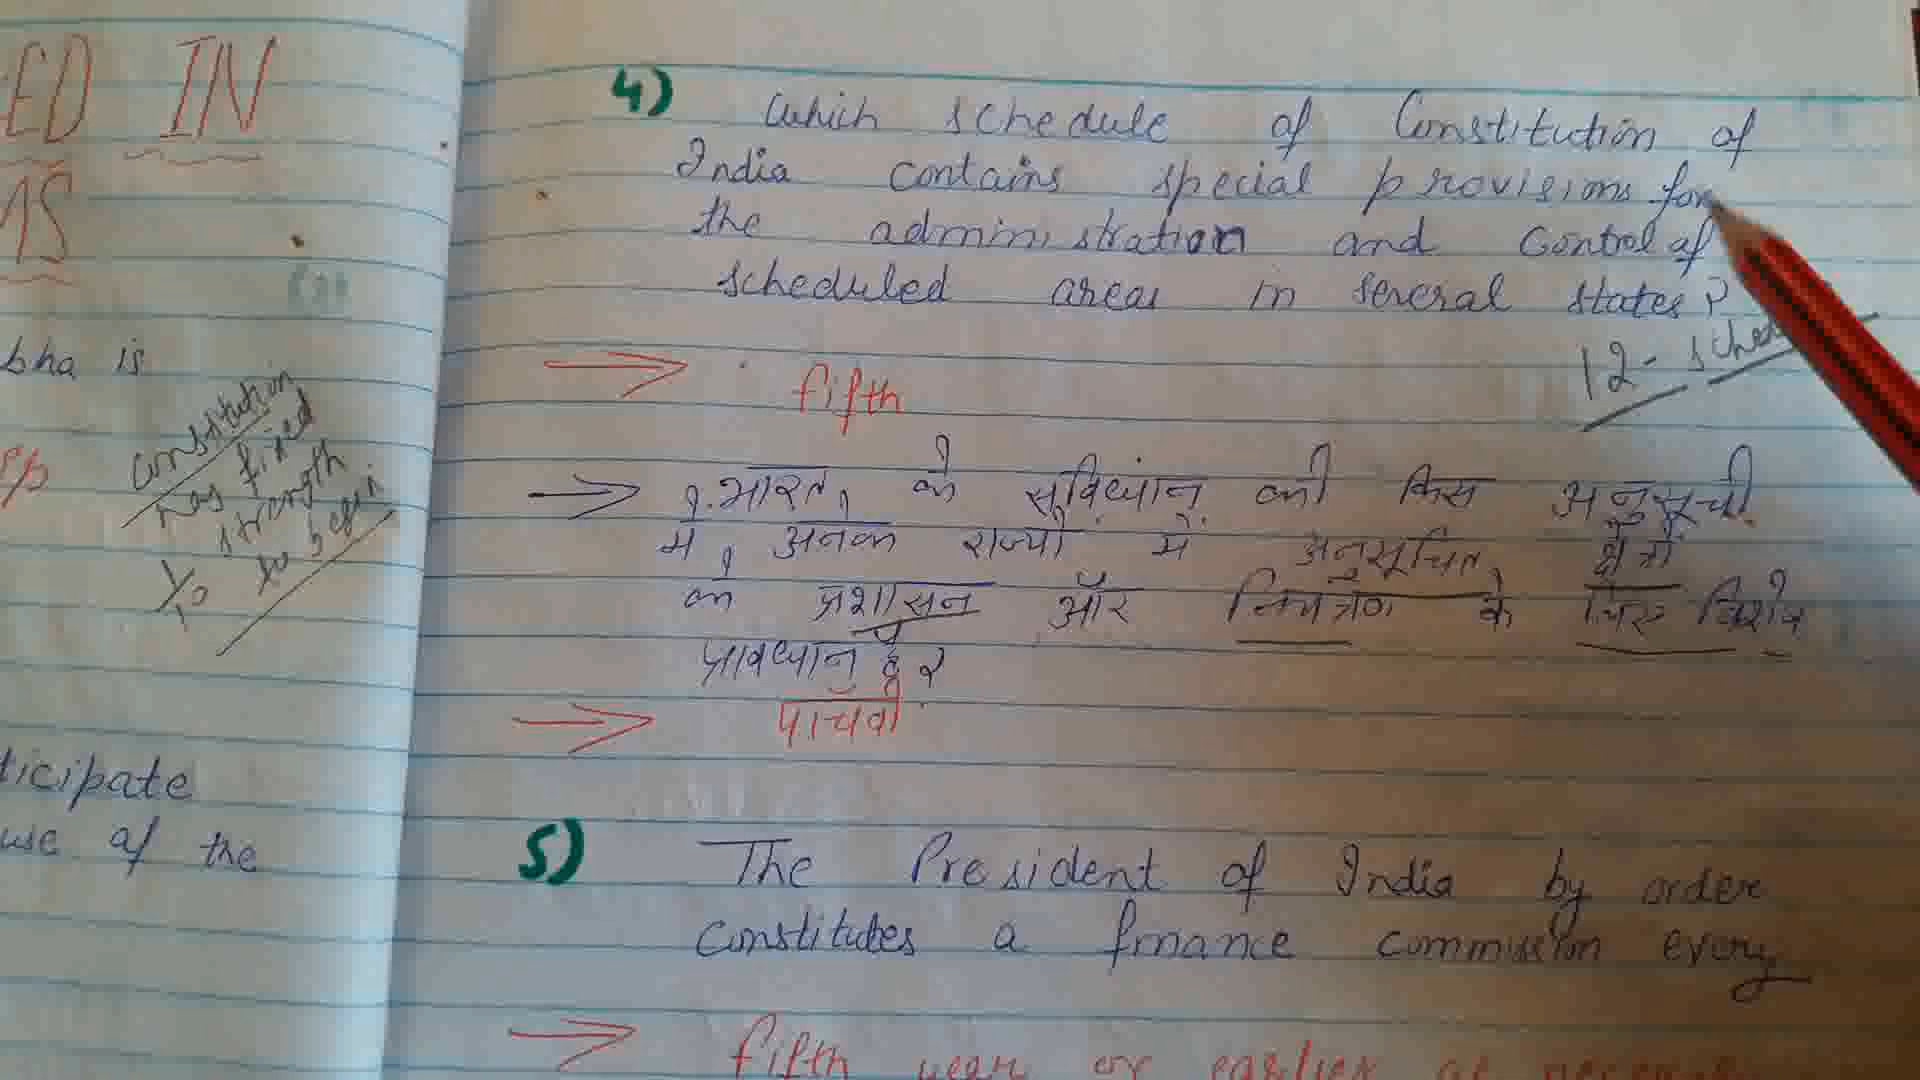 ED IN
MS
bha is
constitution
has fixed
strength
to begin
ticipate
use of the
4) Which schedule of Constitution of
India contains special provisions for
the administration and control of
scheduled areas in several states?
12 - sche
→ fifth
→ भारत के संविधान की किस अनुसूची
में अनेक राज्यों में अनुसूचित क्षेत्रों
के प्रशासन और नियंत्रण के लिए विशेष
प्रावधान है?
→ पाँचवीं
5) The President of India by order
constitutes a finance commission every
→ fifth year or earlier as